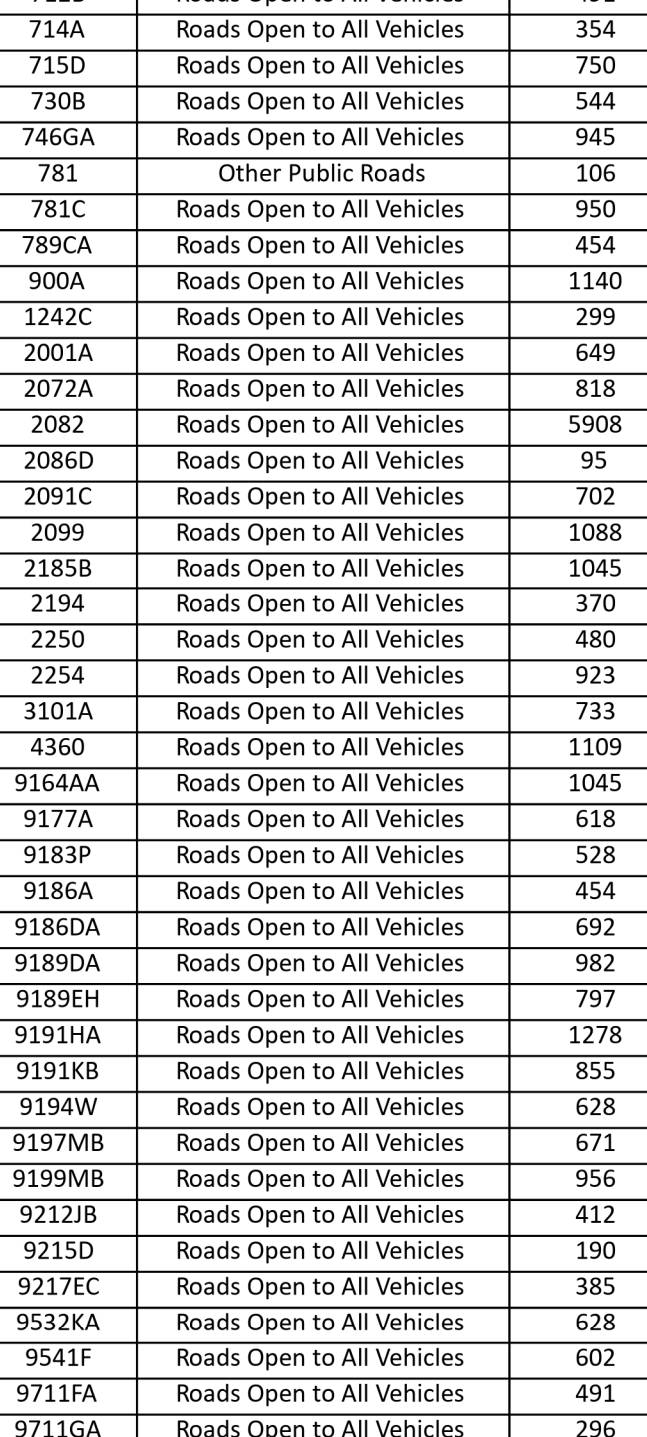 714A Roads Open to All Vehicles 354
715D Roads Open to All Vehicles 750
730B Roads Open to All Vehicles 544
746GA Roads Open to All Vehicles 945
781 Other Public Roads 106
781C Roads Open to All Vehicles 950
789CA Roads Open to All Vehicles 454
900A Roads Open to All Vehicles 1140
1242C Roads Open to All Vehicles 299
2001A Roads Open to All Vehicles 649
2072A Roads Open to All Vehicles 818
2082 Roads Open to All Vehicles 5908
2086D Roads Open to All Vehicles 95
2091C Roads Open to All Vehicles 702
2099 Roads Open to All Vehicles 1088
2185B Roads Open to All Vehicles 1045
2194 Roads Open to All Vehicles 370
2250 Roads Open to All Vehicles 480
2254 Roads Open to All Vehicles 923
3101A Roads Open to All Vehicles 733
4360 Roads Open to All Vehicles 1109
9164AA Roads Open to All Vehicles 1045
9177A Roads Open to All Vehicles 618
9183P Roads Open to All Vehicles 528
9186A Roads Open to All Vehicles 454
9186DA Roads Open to All Vehicles 692
9189DA Roads Open to All Vehicles 982
9189EH Roads Open to All Vehicles 797
9191HA Roads Open to All Vehicles 1278
9191KB Roads Open to All Vehicles 855
9194W Roads Open to All Vehicles 628
9197MB Roads Open to All Vehicles 671
9199MB Roads Open to All Vehicles 956
9212JB Roads Open to All Vehicles 412
9215D Roads Open to All Vehicles 190
9217EC Roads Open to All Vehicles 385
9532KA Roads Open to All Vehicles 628
9541F Roads Open to All Vehicles 602
9711FA Roads Open to All Vehicles 491
9711GA Roads Open to All Vehicles 296